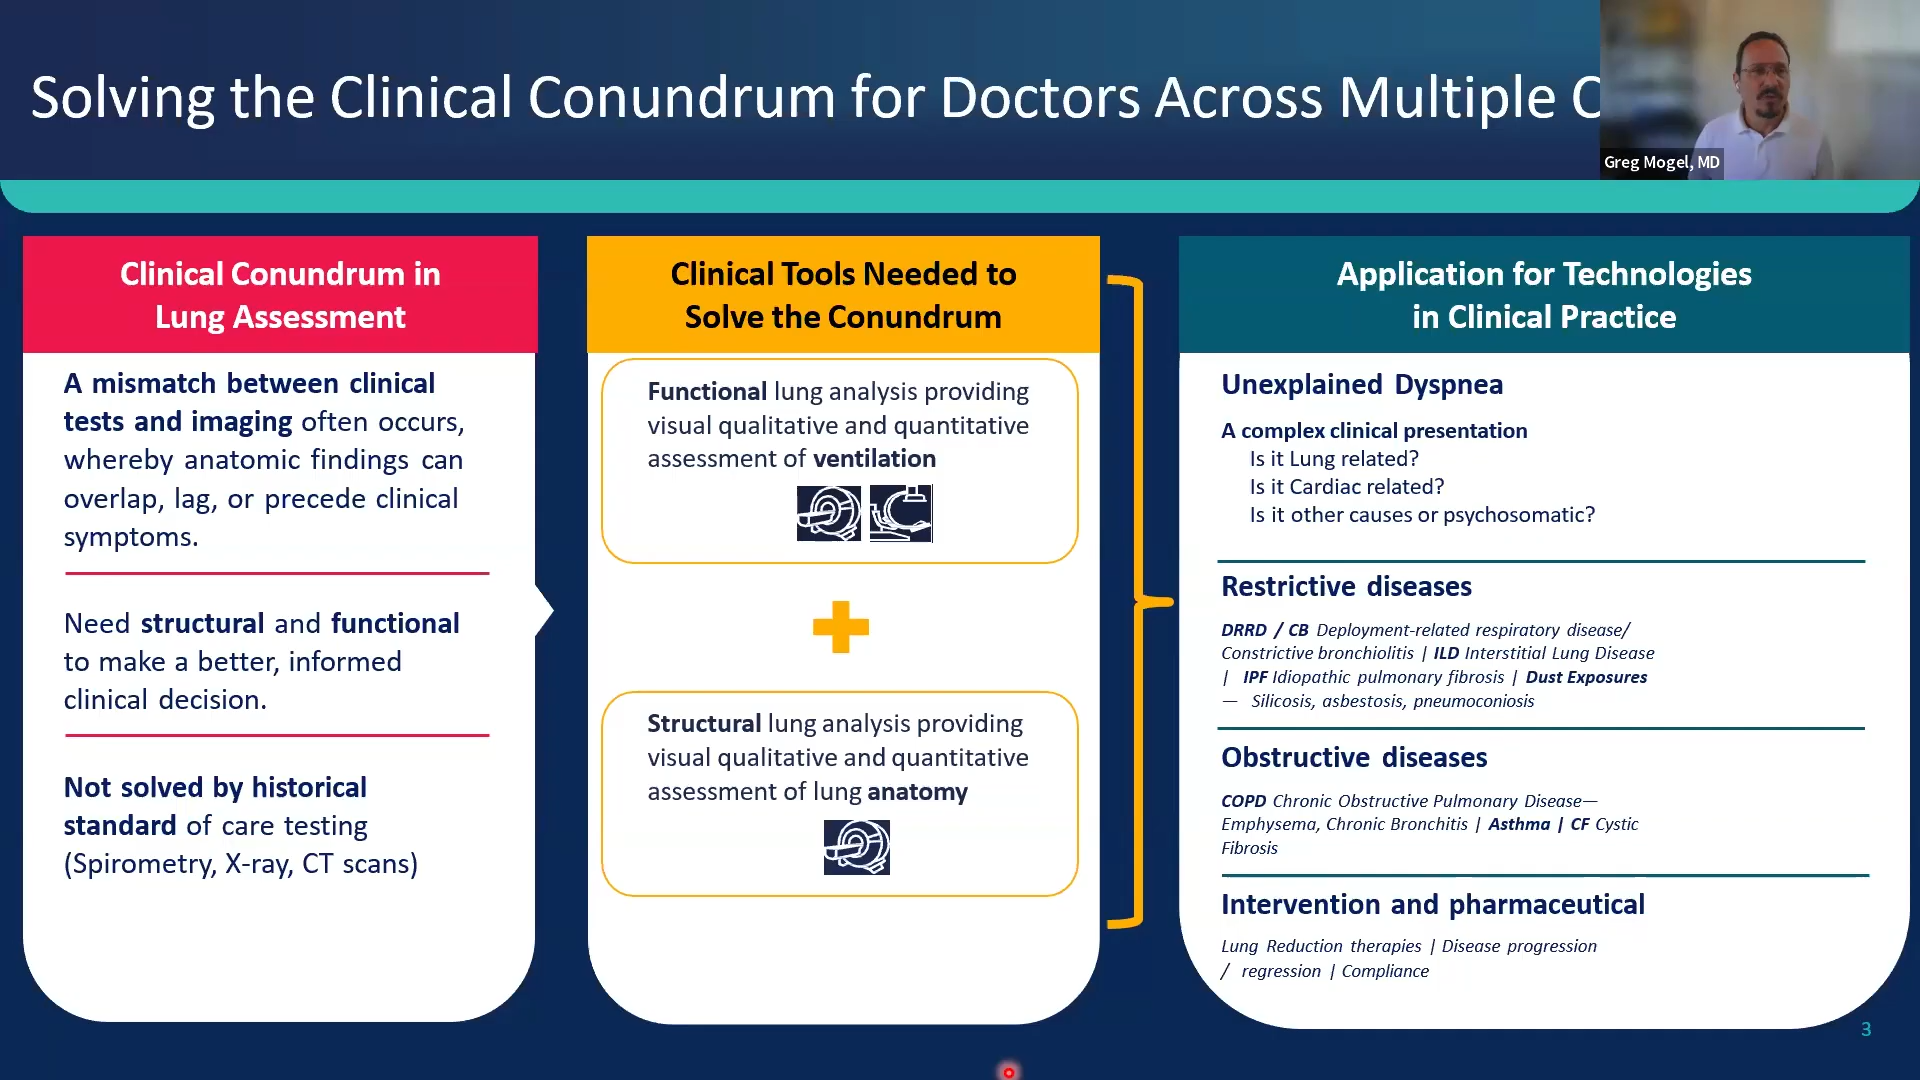 Solving the Clinical Conundrum for Doctors Across Multiple
Greg Mogel, MD
Clinical Conundrum in
Lung Assessment
A mismatch between clinical
tests and imaging often occurs,
whereby anatomic findings can
overlap, lag, or precede clinical
symptoms.
Need structural and functional
to make a better, informed
clinical decision.
Not solved by historical
standard of care testing
(Spirometry, X-ray, CT scans)
Clinical Tools Needed to
Solve the Conundrum
Functional lung analysis providing
visual qualitative and quantitative
assessment of ventilation
Structural lung analysis providing
visual qualitative and quantitative
assessment of lung anatomy
Application for Technologies
in Clinical Practice
Unexplained Dyspnea
A complex clinical presentation
Is it Lung related?
Is it Cardiac related?
Is it other causes or psychosomatic?
Restrictive diseases
DRRD / CB Deployment-related respiratory disease/
Constrictive bronchiolitis | ILD Interstitial Lung Disease
| IPF Idiopathic pulmonary fibrosis | Dust Exposures
— Silicosis, asbestosis, pneumoconiosis
Obstructive diseases
COPD Chronic Obstructive Pulmonary Disease—
Emphysema, Chronic Bronchitis | Asthma | CF Cystic
Fibrosis
Intervention and pharmaceutical
Lung Reduction therapies | Disease progression
/ regression | Compliance
3